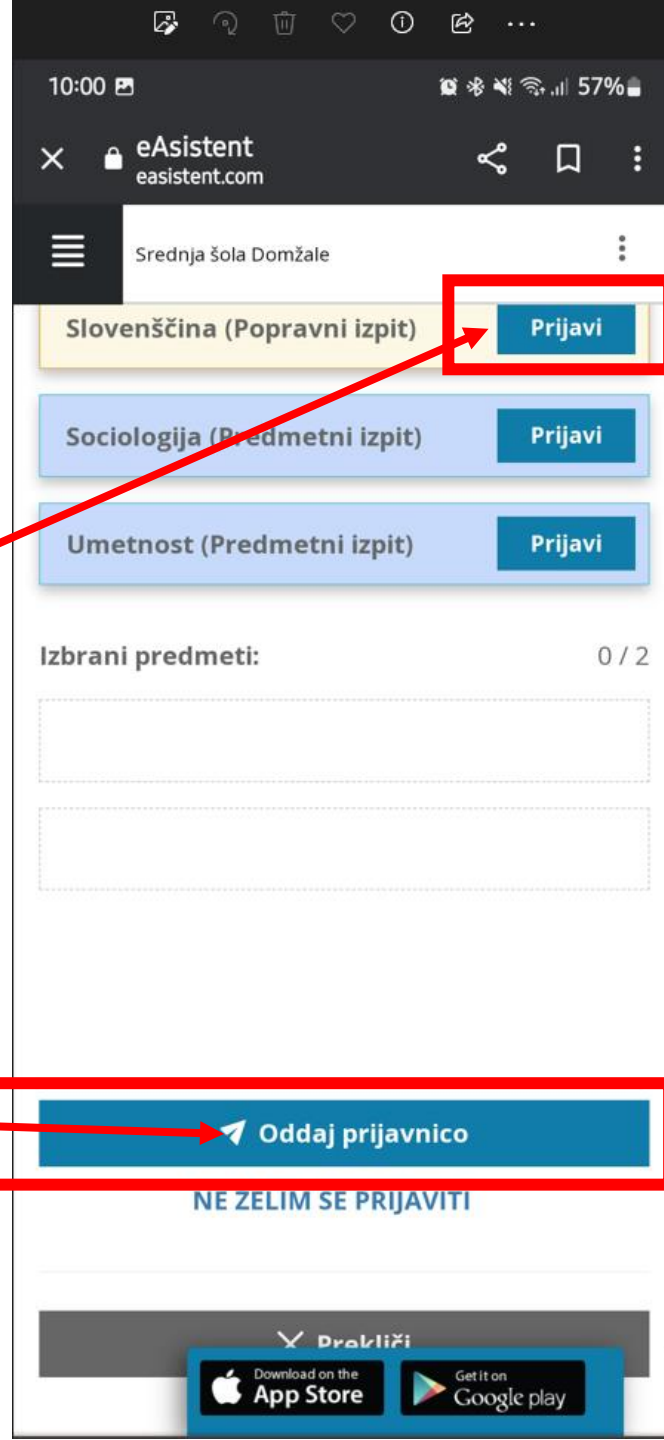 10:00
57%
eAsistent
easistent.com
Srednja šola Domžale
Slovenščina (Popravni izpit)
Prijavi
Sociologija (Predmetni izpit)
Prijavi
Umetnost (Predmetni izpit)
Prijavi
Izbrani predmeti:
0 / 2
Oddaj prijavnico
NE ŽELIM SE PRIJAVITI
Prekliči
Download on the
App Store
Get it on
Google play